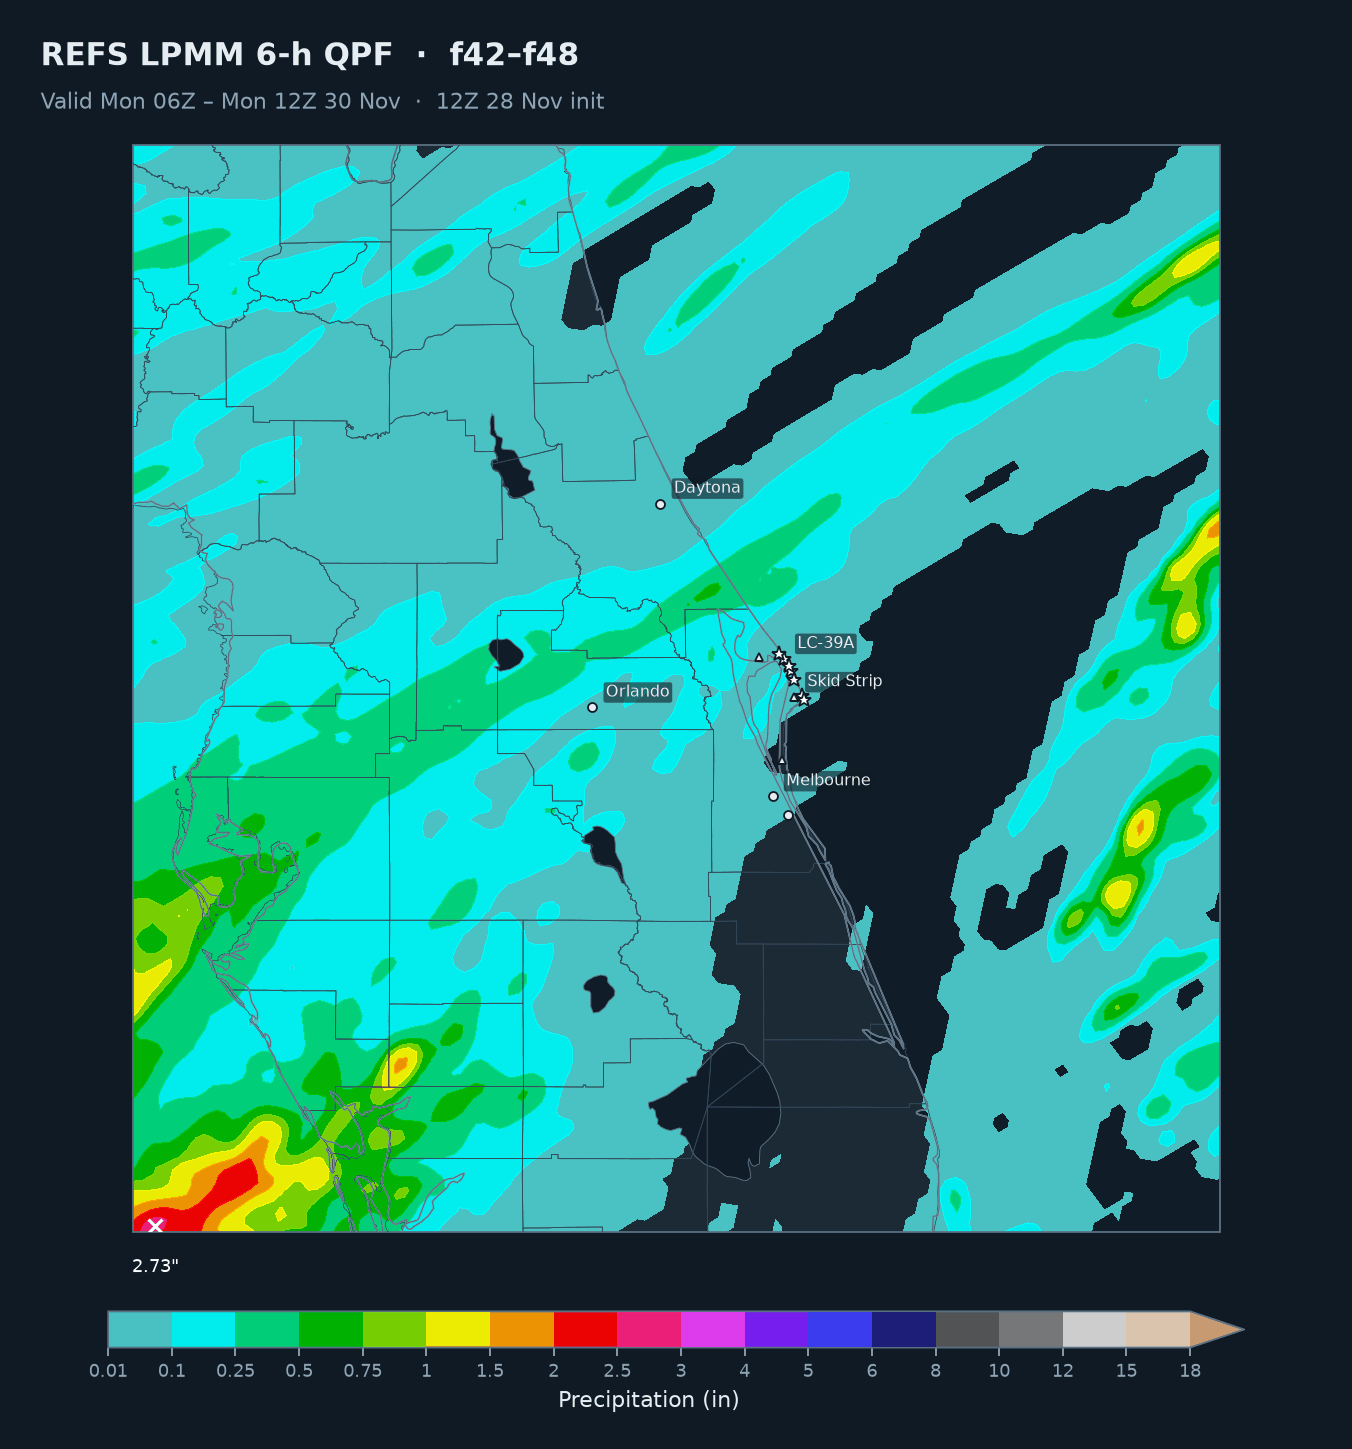 REFS LPMM 6-h QPF · f42–f48
Valid Mon 06Z – Mon 12Z 30 Nov · 12Z 28 Nov init
Daytona
LC-39A
Skid Strip
Orlando
Melbourne
2.73"
0.01 0.1 0.25 0.5 0.75 1 1.5 2 2.5 3 4 5 6 8 10 12 15 18
Precipitation (in)